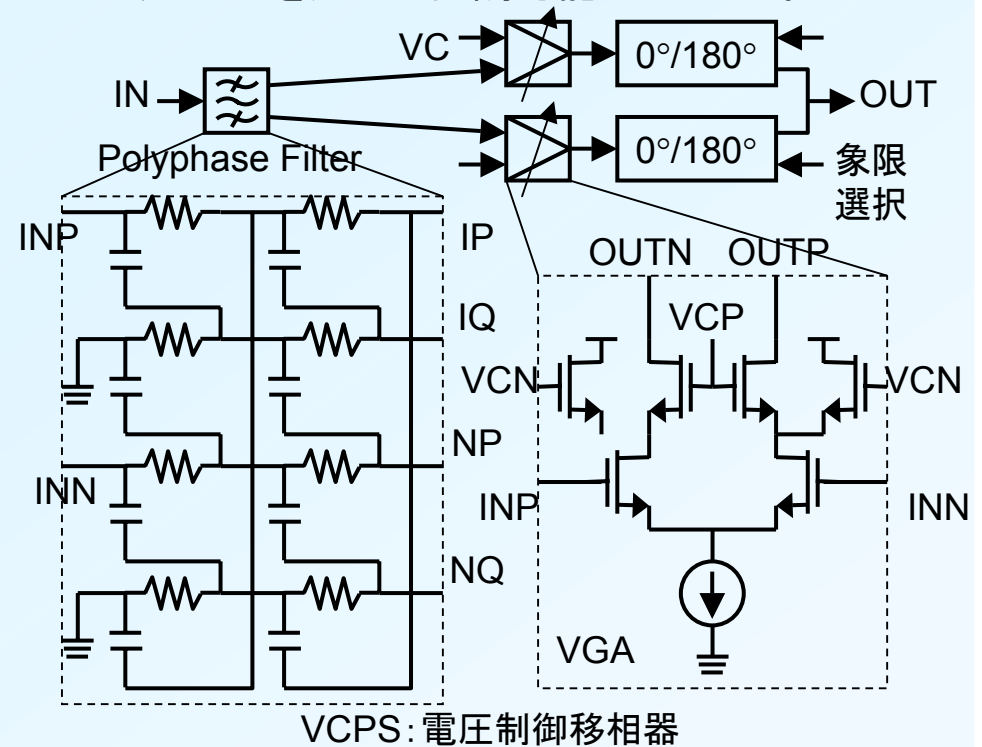 VC
0°/180°
IN
OUT
0°/180°
Polyphase Filter
象限
選択
INP
IP
OUTN
OUTP
IQ
VCP
VCN
VCN
NP
INN
INP
INN
NQ
VGA
VCPS:電圧制御移相器